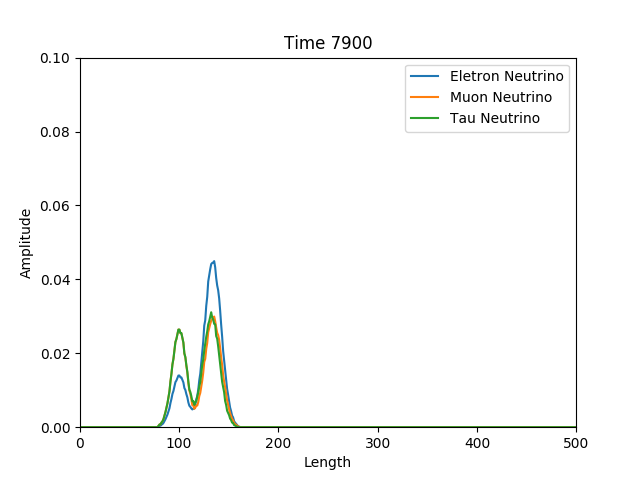 Time 7900
Eletron Neutrino
Muon Neutrino
Tau Neutrino
0.10
0.08
0.06
0.04
0.02
0.00
Amplitude
0 100 200 300 400 500
Length